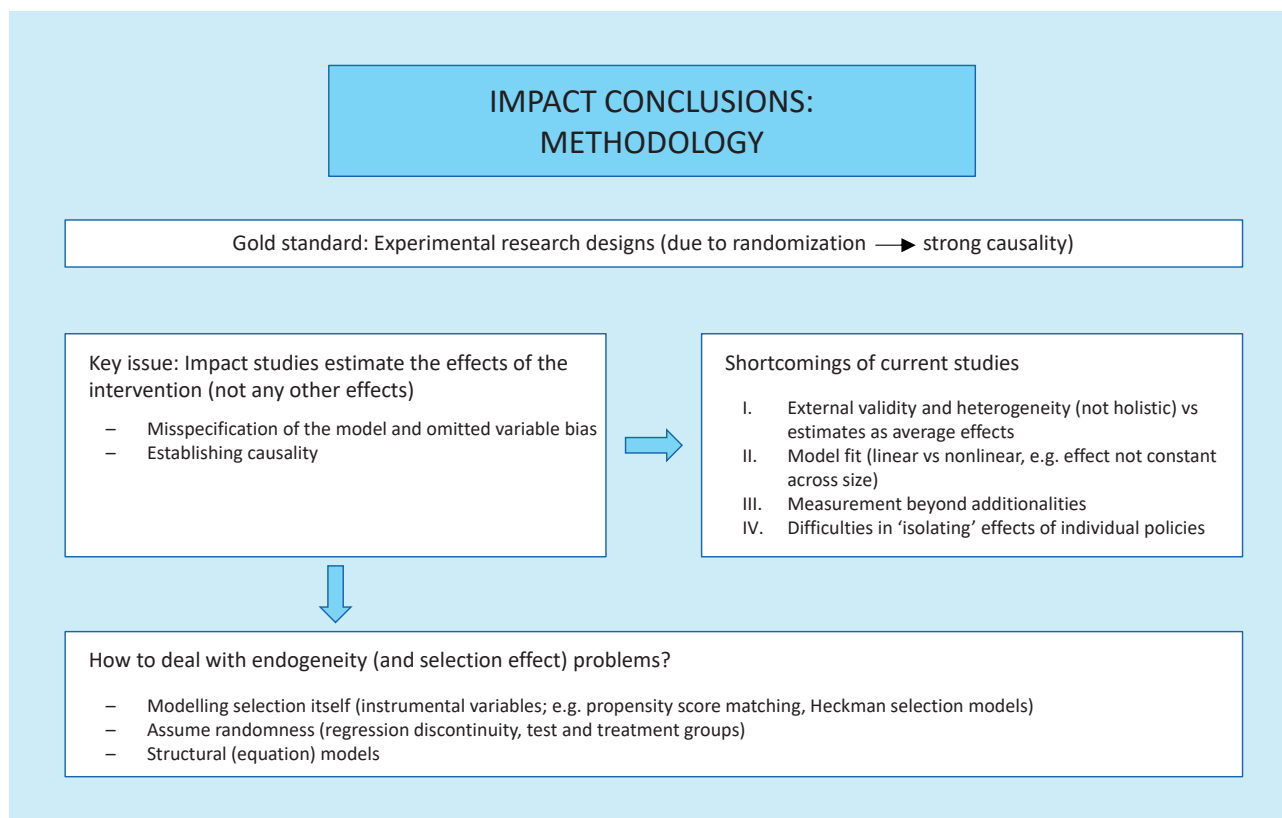 IMPACT CONCLUSIONS:
METHODOLOGY
Gold standard: Experimental research designs (due to randomization → strong causality)
Key issue: Impact studies estimate the effects of the
intervention (not any other effects)
– Misspecification of the model and omitted variable bias
– Establishing causality
Shortcomings of current studies
I. External validity and heterogeneity (not holistic) vs
estimates as average effects
II. Model fit (linear vs nonlinear, e.g. effect not constant
across size)
III. Measurement beyond additionalities
IV. Difficulties in ‘isolating’ effects of individual policies
How to deal with endogeneity (and selection effect) problems?
– Modelling selection itself (instrumental variables; e.g. propensity score matching, Heckman selection models)
– Assume randomness (regression discontinuity, test and treatment groups)
– Structural (equation) models